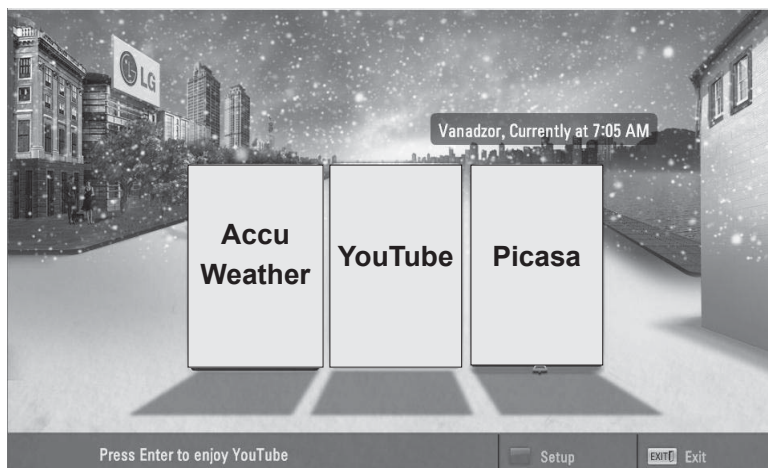 LG
Vanadzor, Currently at 7:05 AM
Accu
Weather
YouTube
Picasa
Press Enter to enjoy YouTube
Setup
EXIT
Exit